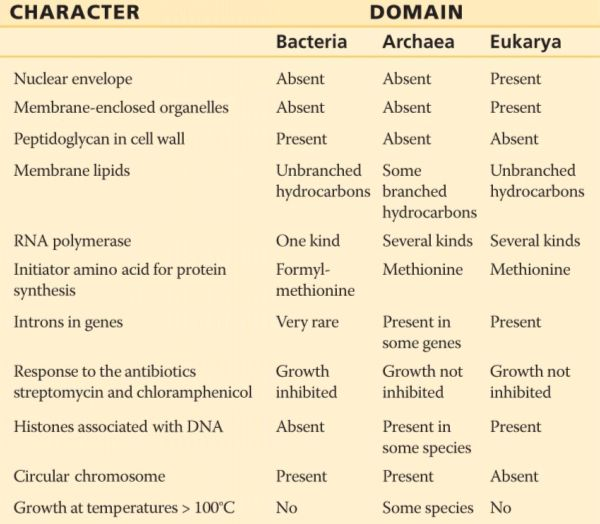 CHARACTER DOMAIN
Bacteria Archaea Eukarya
Nuclear envelope Absent Absent Present
Membrane-enclosed organelles Absent Absent Present
Peptidoglycan in cell wall Present Absent Absent
Membrane lipids Unbranched Some Unbranched
hydrocarbons branched hydrocarbons
hydrocarbons
RNA polymerase One kind Several kinds Several kinds
Initiator amino acid for protein Formyl- Methionine Methionine
synthesis methionine
Introns in genes Very rare Present in Present
some genes
Response to the antibiotics Growth Growth not Growth not
streptomycin and chloramphenicol inhibited inhibited inhibited
Histones associated with DNA Absent Present in Present
some species
Circular chromosome Present Present Absent
Growth at temperatures > 100°C No Some species No